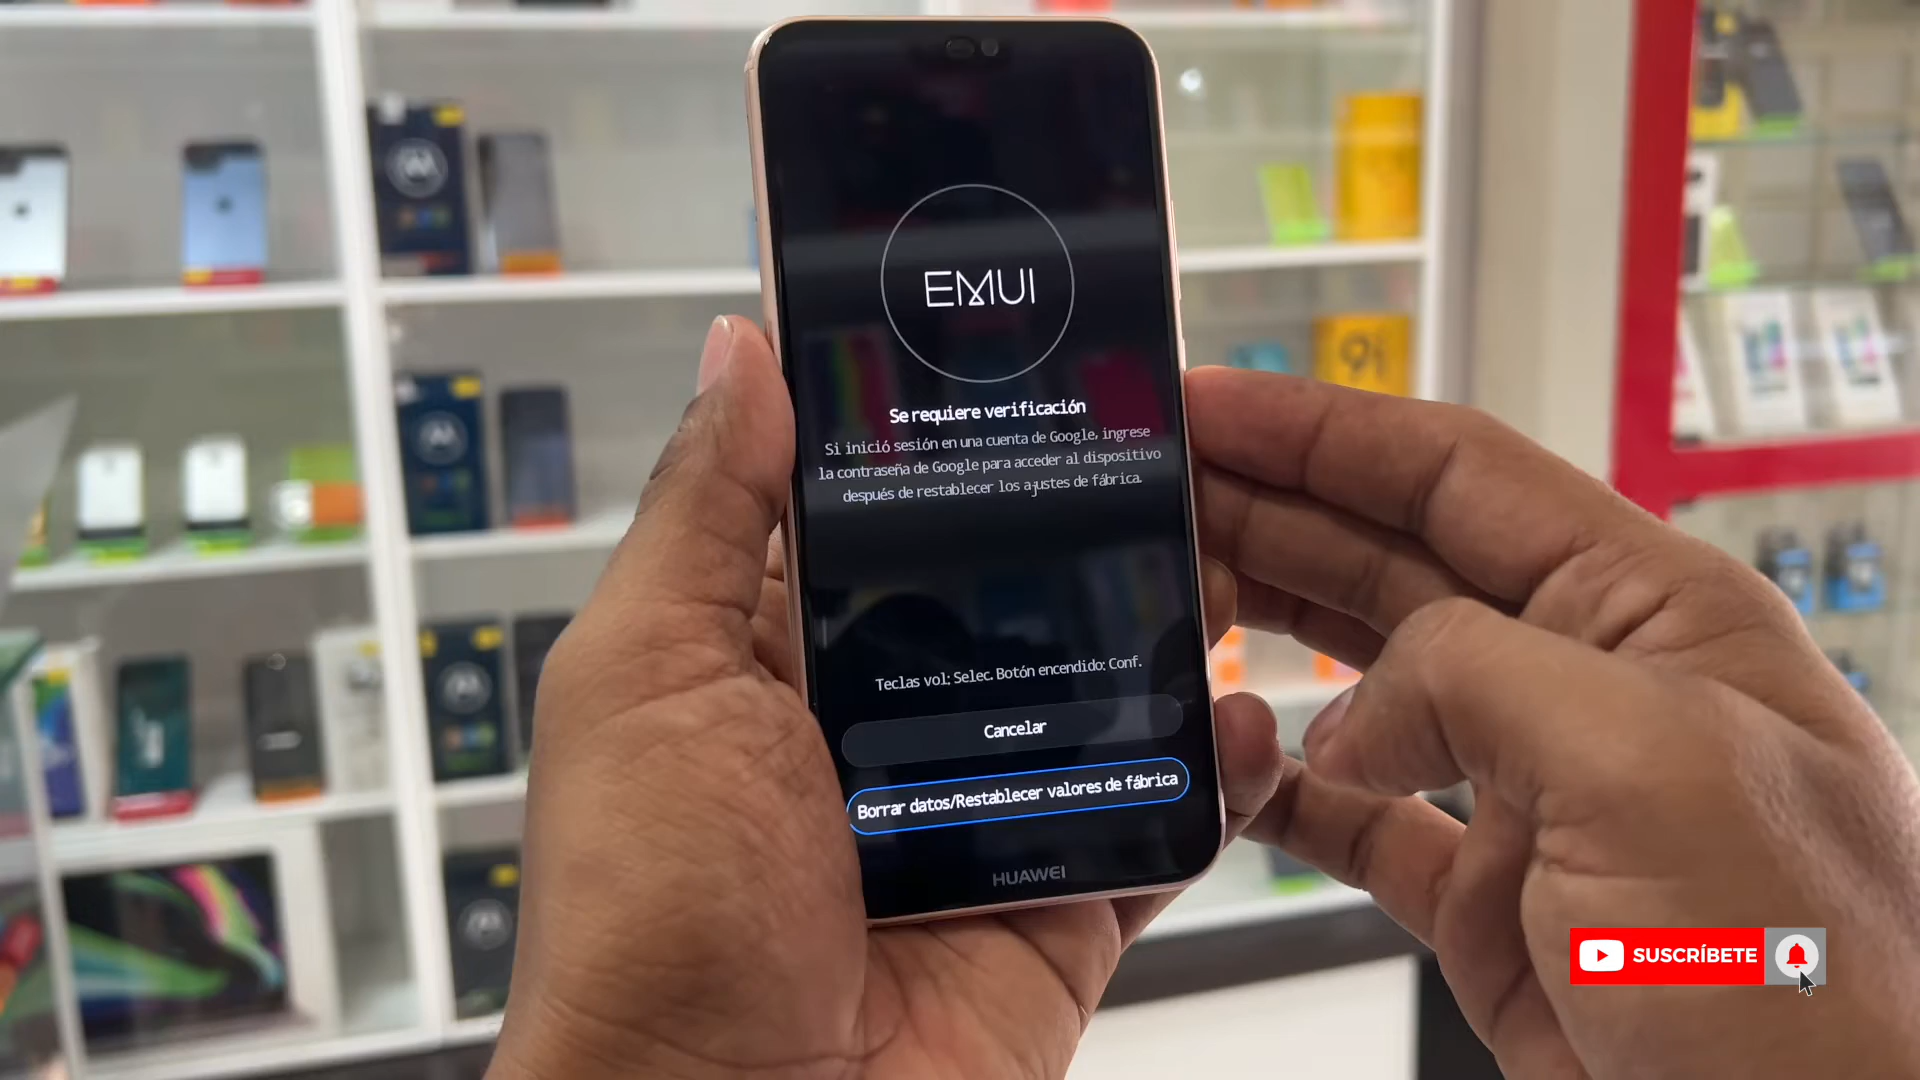 EMUI
Se requiere verificación
Si inició sesión en una cuenta de Google, ingrese
la contraseña de Google para acceder al dispositivo
después de restablecer los ajustes de fábrica.
Teclas vol: Selec. Botón encendido: Conf.
Cancelar
Borrar datos/Restablecer valores de fábrica
HUAWEI
9i
SUSCRÍBETE